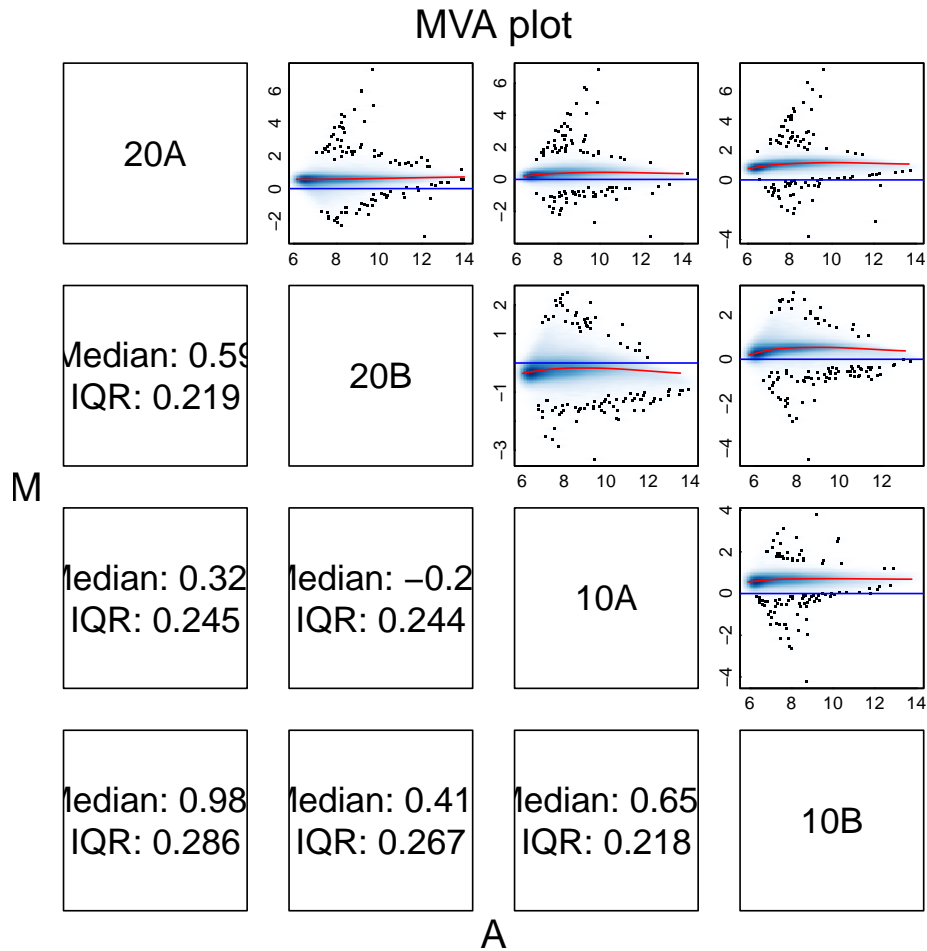 MVA plot
20A
6
4
2
0
−2
6 8 10 12 14
6
4
2
0
−2
6 8 10 12 14
6
4
2
0
−4
6 8 10 12 14
Median: 0.59
IQR: 0.219
20B
2
1
−1
−3
6 8 10 12 14
2
0
−2
−4
6 8 10 12
M
Median: 0.32
IQR: 0.245
Median: −0.2
IQR: 0.244
10A
4
2
0
−2
−4
6 8 10 12 14
Median: 0.98
IQR: 0.286
Median: 0.41
IQR: 0.267
Median: 0.65
IQR: 0.218
10B
A